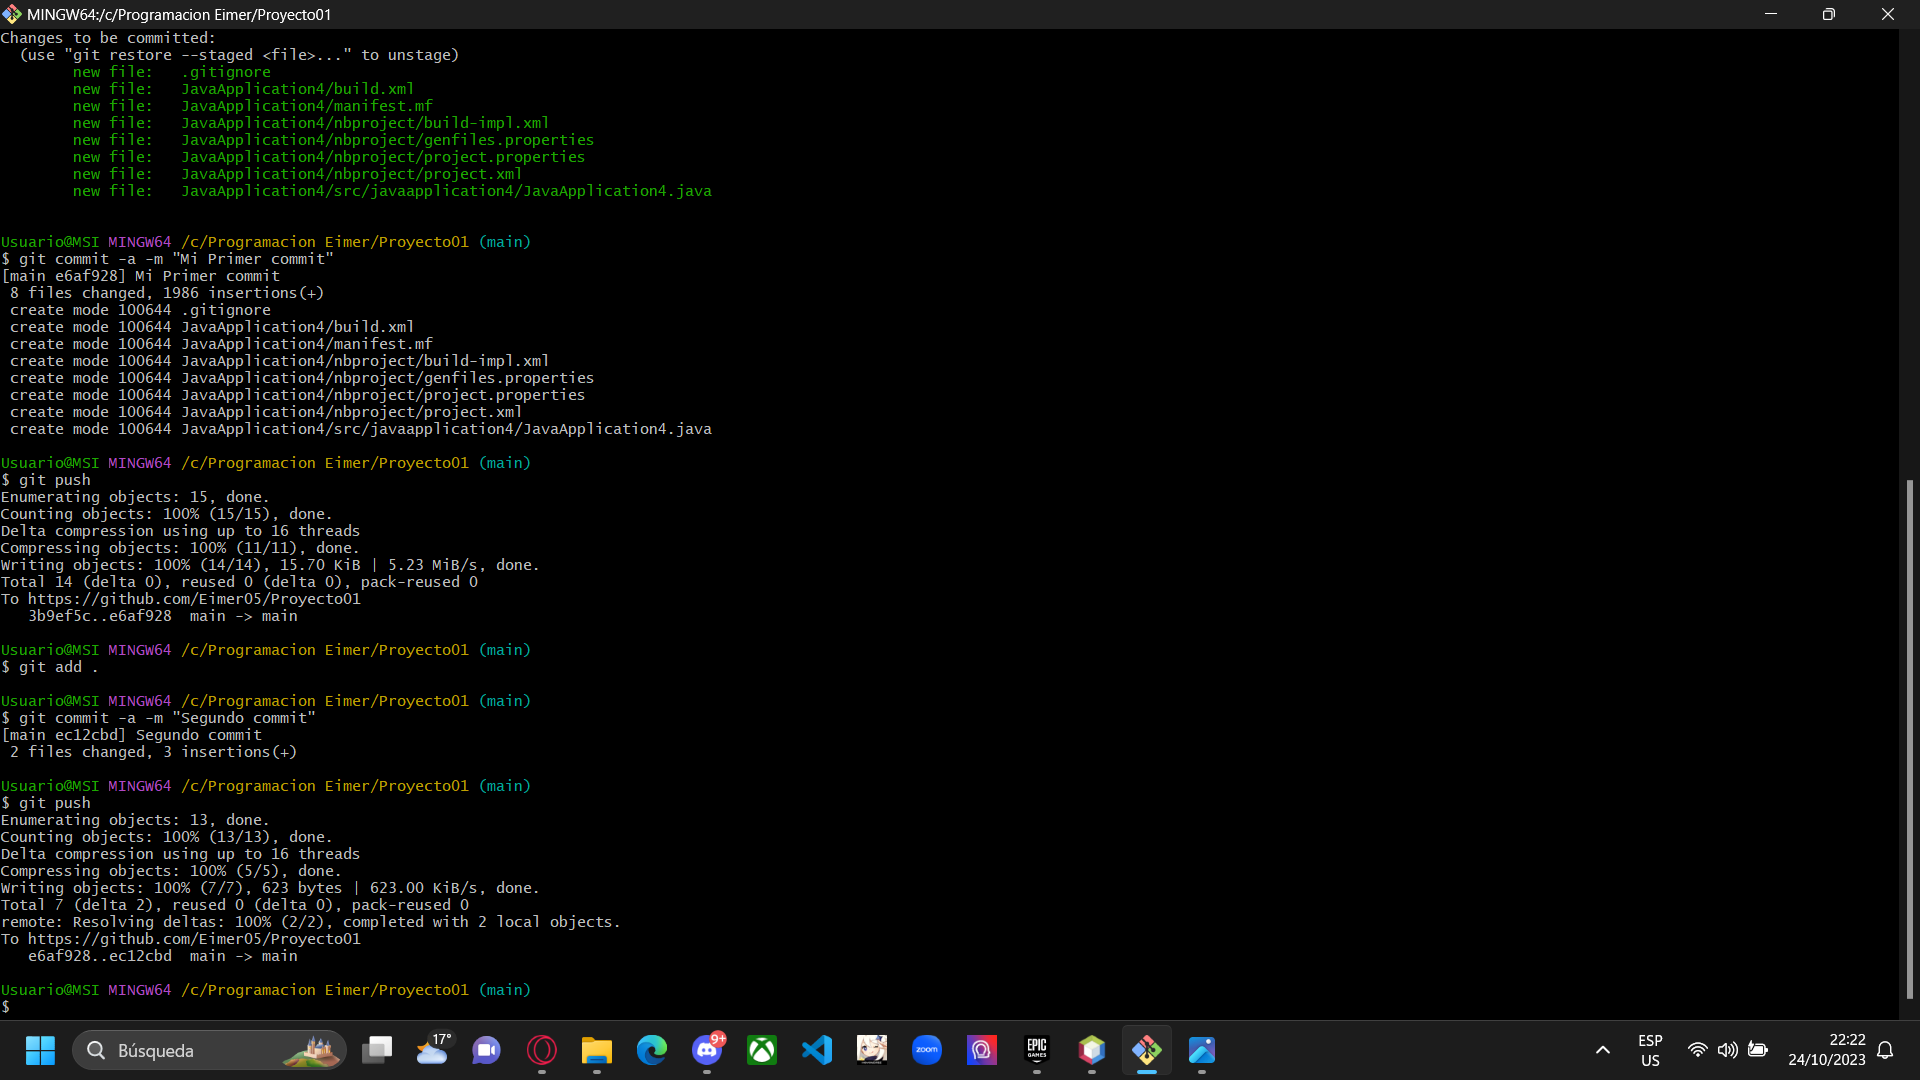 MINGW64:/c/Programacion Eimer/Proyecto01
Changes to be committed:
  (use "git restore --staged <file>..." to unstage)
        new file:   .gitignore
        new file:   JavaApplication4/build.xml
        new file:   JavaApplication4/manifest.mf
        new file:   JavaApplication4/nbproject/build-impl.xml
        new file:   JavaApplication4/nbproject/genfiles.properties
        new file:   JavaApplication4/nbproject/project.properties
        new file:   JavaApplication4/nbproject/project.xml
        new file:   JavaApplication4/src/javaapplication4/JavaApplication4.java
Usuario@MSI MINGW64 /c/Programacion Eimer/Proyecto01 (main)
$ git commit -a -m "Mi Primer commit"
[main e6af928] Mi Primer commit
 8 files changed, 1986 insertions(+)
 create mode 100644 .gitignore
 create mode 100644 JavaApplication4/build.xml
 create mode 100644 JavaApplication4/manifest.mf
 create mode 100644 JavaApplication4/nbproject/build-impl.xml
 create mode 100644 JavaApplication4/nbproject/genfiles.properties
 create mode 100644 JavaApplication4/nbproject/project.properties
 create mode 100644 JavaApplication4/nbproject/project.xml
 create mode 100644 JavaApplication4/src/javaapplication4/JavaApplication4.java
Usuario@MSI MINGW64 /c/Programacion Eimer/Proyecto01 (main)
$ git push
Enumerating objects: 15, done.
Counting objects: 100% (15/15), done.
Delta compression using up to 16 threads
Compressing objects: 100% (11/11), done.
Writing objects: 100% (14/14), 15.70 KiB | 5.23 MiB/s, done.
Total 14 (delta 0), reused 0 (delta 0), pack-reused 0
To https://github.com/Eimer05/Proyecto01
   3b9ef5c..e6af928  main -> main
Usuario@MSI MINGW64 /c/Programacion Eimer/Proyecto01 (main)
$ git add .
Usuario@MSI MINGW64 /c/Programacion Eimer/Proyecto01 (main)
$ git commit -a -m "Segundo commit"
[main ec12cbd] Segundo commit
 2 files changed, 3 insertions(+)
Usuario@MSI MINGW64 /c/Programacion Eimer/Proyecto01 (main)
$ git push
Enumerating objects: 13, done.
Counting objects: 100% (13/13), done.
Delta compression using up to 16 threads
Compressing objects: 100% (5/5), done.
Writing objects: 100% (7/7), 623 bytes | 623.00 KiB/s, done.
Total 7 (delta 2), reused 0 (delta 0), pack-reused 0
remote: Resolving deltas: 100% (2/2), completed with 2 local objects.
To https://github.com/Eimer05/Proyecto01
   e6af928..ec12cbd  main -> main
Usuario@MSI MINGW64 /c/Programacion Eimer/Proyecto01 (main)
$
Búsqueda
17°
9+
zoom
EPIC
GAMES
ESP
US
22:22
24/10/2023